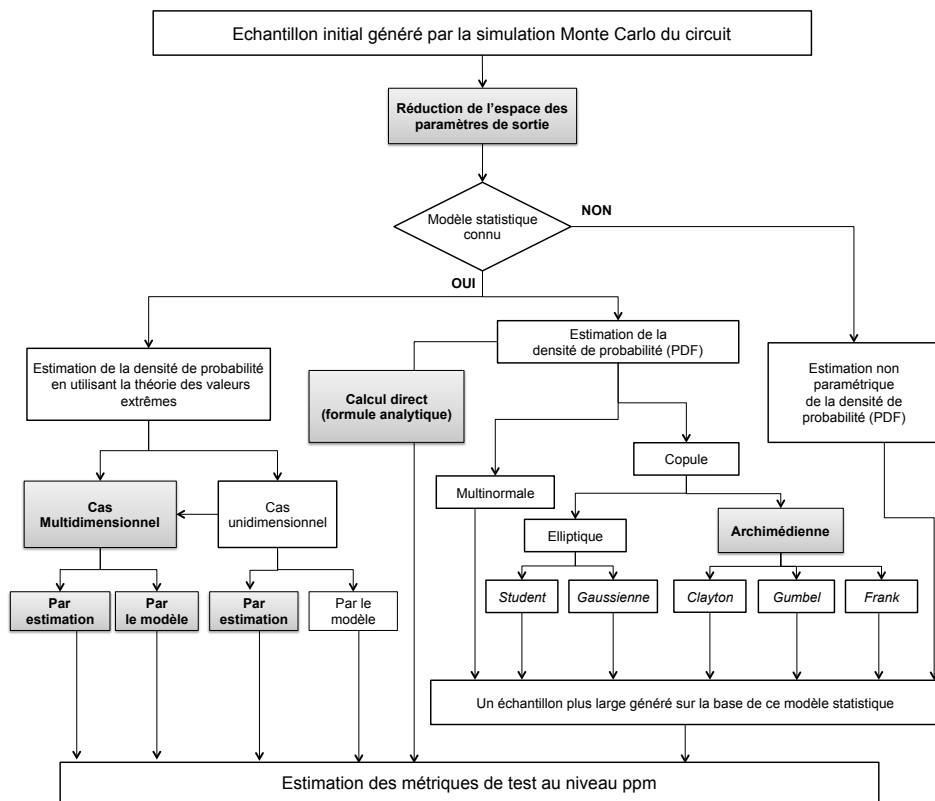 Echantillon initial généré par la simulation Monte Carlo du circuit
Réduction de l'espace des
paramètres de sortie
Modèle statistique
connu
NON
OUI
Estimation de la densité de probabilité
en utilisant la théorie des valeurs
extrêmes
Estimation de la
densité de probabilité (PDF)
Estimation non
paramétrique
de la densité de
probabilité (PDF)
Calcul direct
(formule analytique)
Copule
Multinormale
Cas
Multidimensionnel
Cas
unidimensionnel
Elliptique
Archimédienne
Par
estimation
Par
le modèle
Par
estimation
Par le
modèle
Student
Gaussienne
Clayton
Gumbel
Frank
Un échantillon plus large généré sur la base de ce modèle statistique
Estimation des métriques de test au niveau ppm